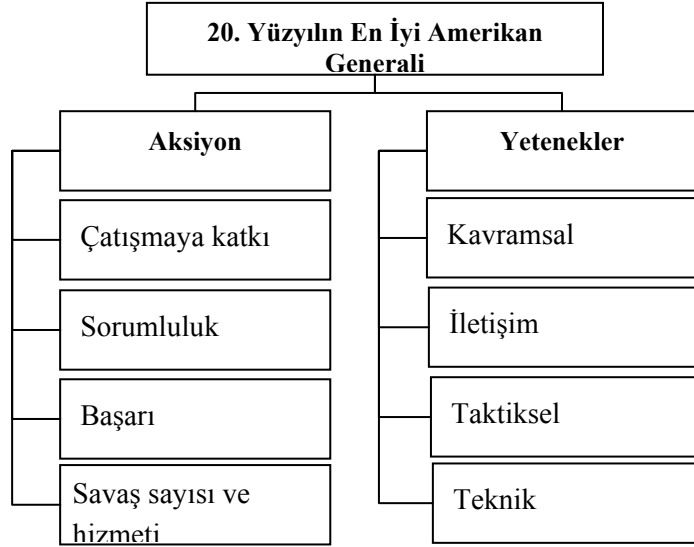 20. Yüzyılın En İyi Amerikan
Generali
Aksiyon
Çatışmaya katkı
Sorumluluk
Başarı
Savaş sayısı ve
hizmeti
Yetenekler
Kavramsal
İletişim
Taktiksel
Teknik